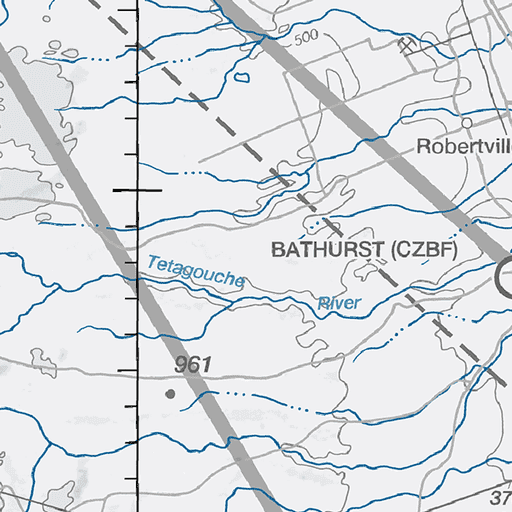 500
Robertvill
BATHURST (CZBF)
Tetagouche
River
961
37